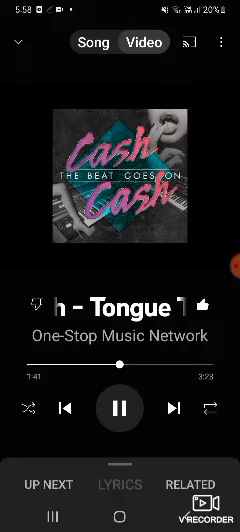 5:58
20%
Song Video
Cash
THE BEAT GOES ON
Cash
h - Tongue T
One-Stop Music Network
1:41 3:23
UP NEXT LYRICS RELATED
V RECORDER